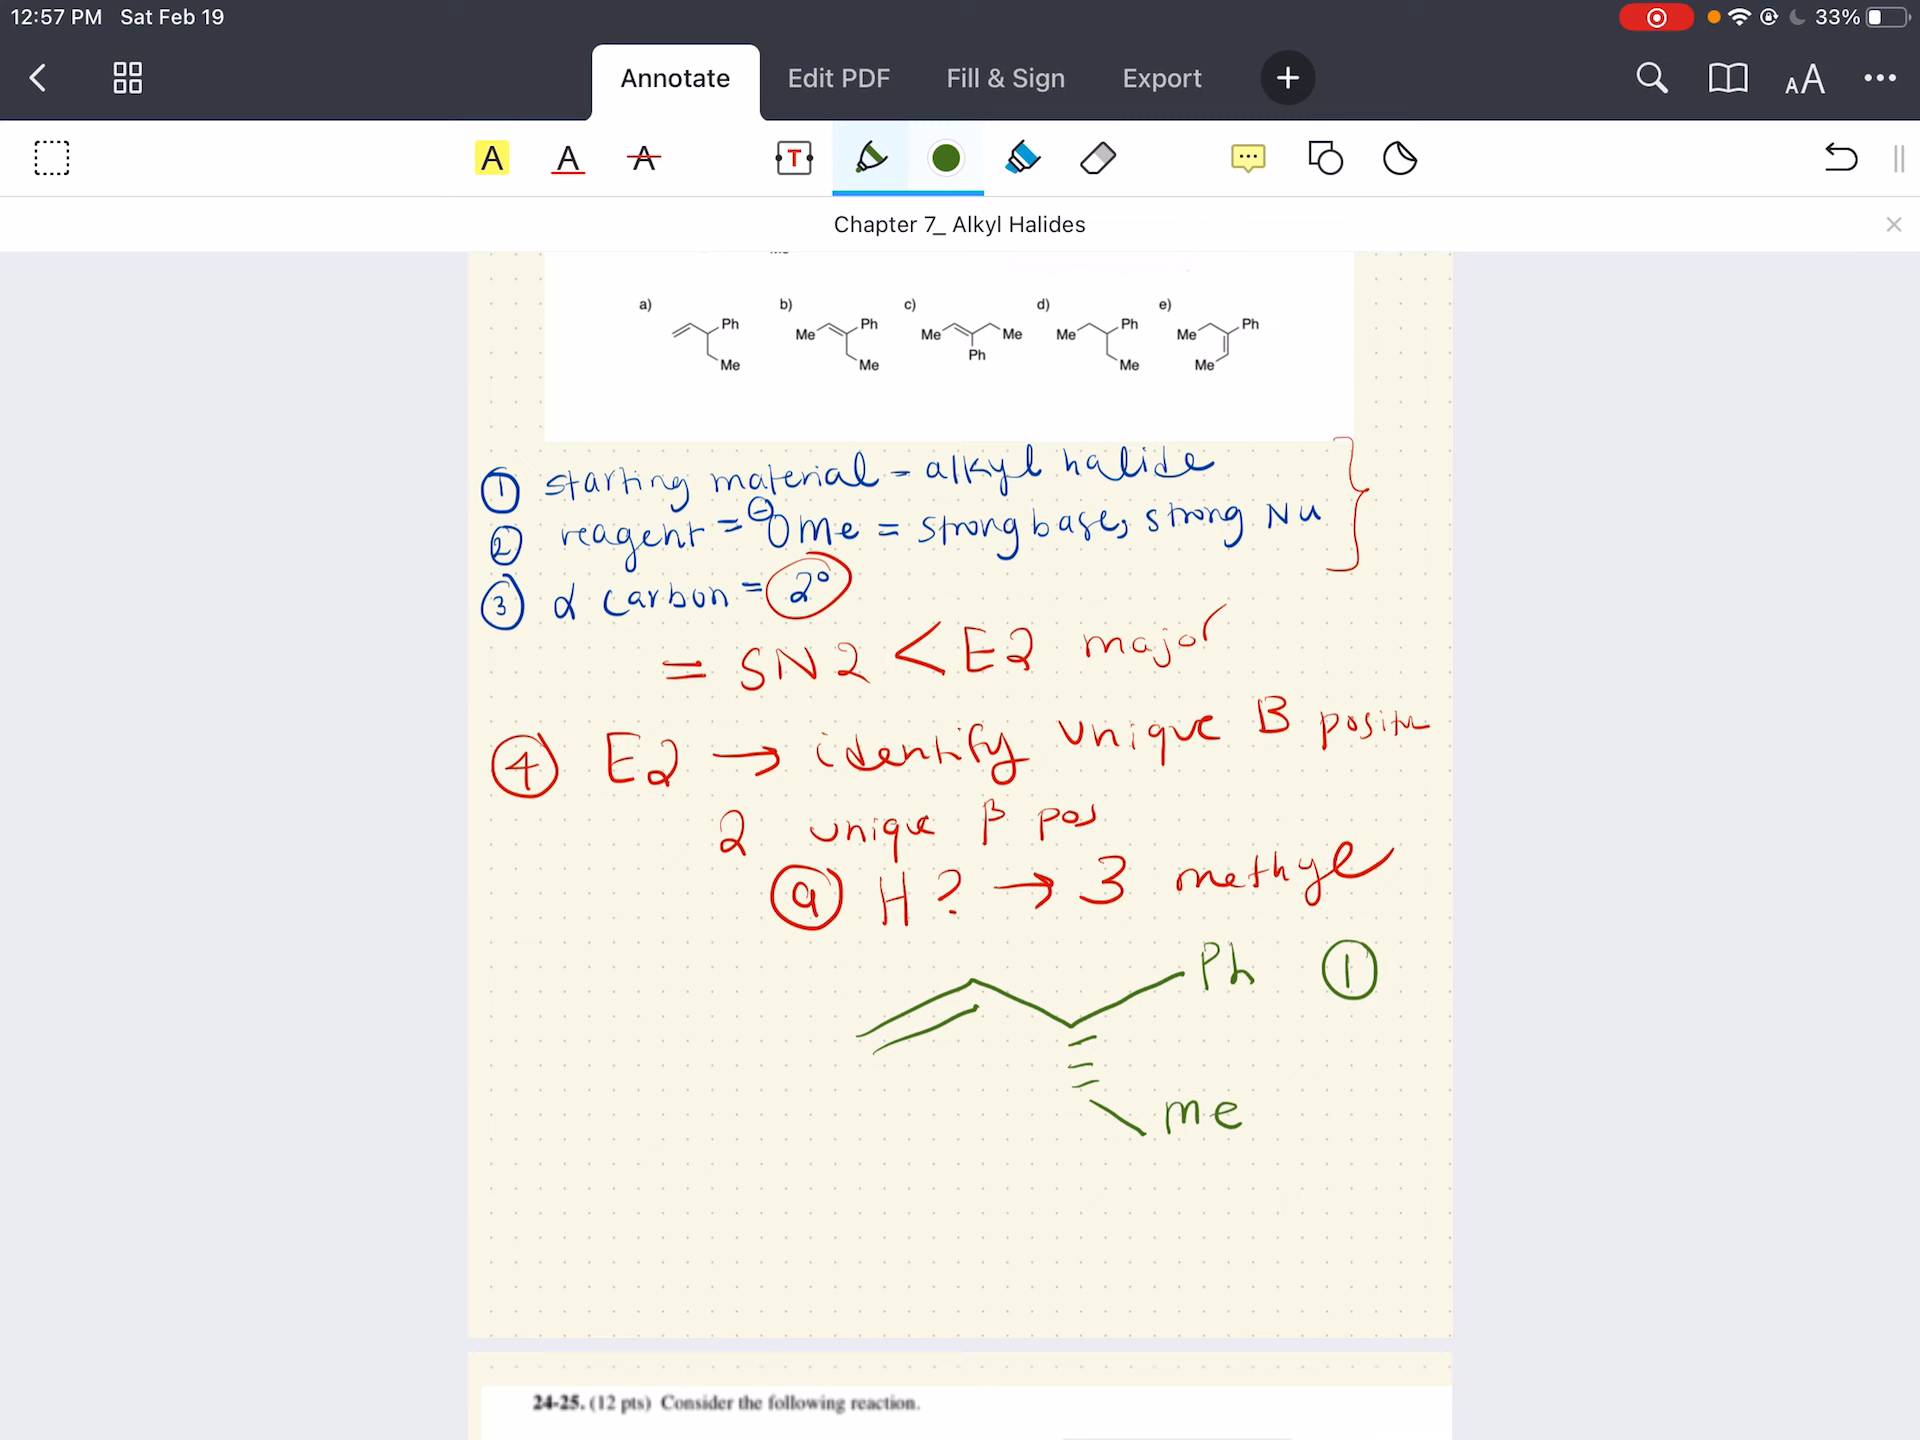 12:57 PM Sat Feb 19
33%
Annotate
Edit PDF
Fill & Sign
Export
AA
A
A
A
T
Chapter 7_ Alkyl Halides
a)
b)
c)
d)
e)
Ph
Me
Me
Ph
Me
Me
Me
Ph
Me
Ph
Me
Me
Ph
Me
① starting material - alkyl halide
② reagent = ⊖OMe = strong base, strong Nu
③ α carbon = 2°
= SN2 < E2 major
④ E2 → identify unique B
2 unique β pos
ⓐ H? → 3 methyl
Ph ①
me
24-25. (12 pts) Consider the following reaction.